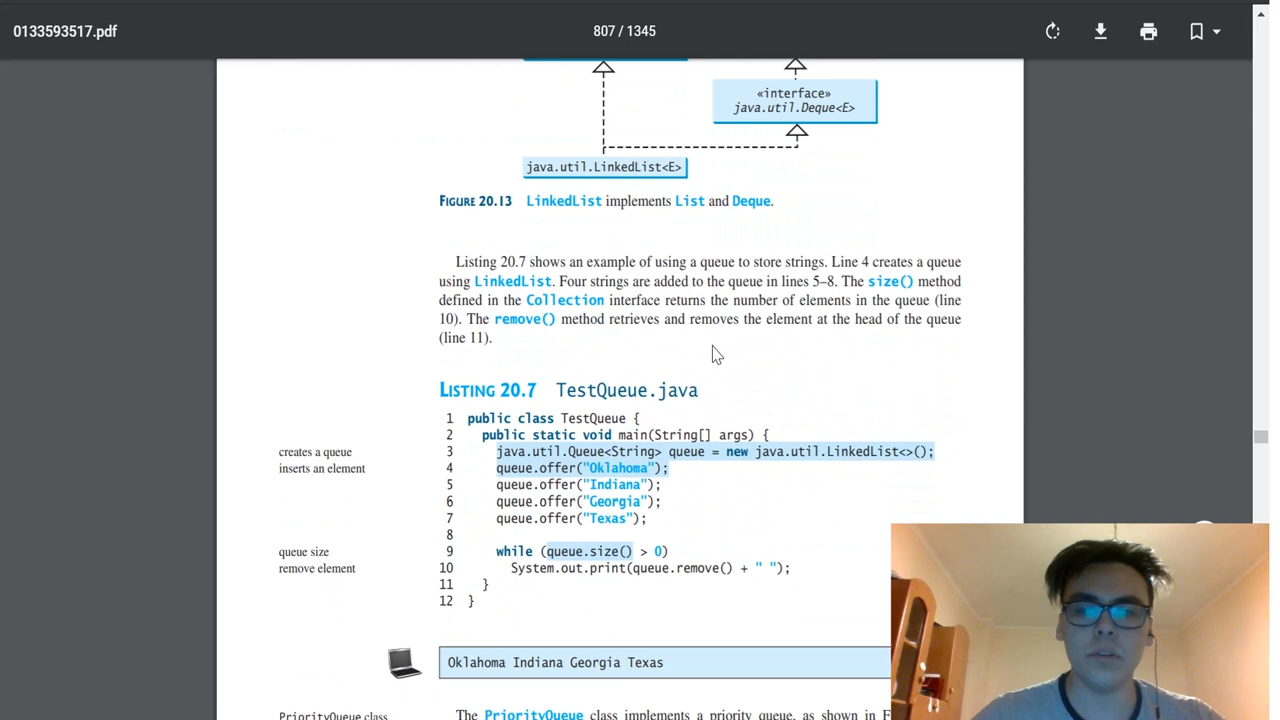 0133593517.pdf
807 / 1345
«interface»
java.util.Deque<E>
java.util.LinkedList<E>
FIGURE 20.13 LinkedList implements List and Deque.
Listing 20.7 shows an example of using a queue to store strings. Line 4 creates a queue
using LinkedList. Four strings are added to the queue in lines 5–8. The size() method
defined in the Collection interface returns the number of elements in the queue (line
10). The remove() method retrieves and removes the element at the head of the queue
(line 11).
LISTING 20.7 TestQueue.java
1 public class TestQueue {
2 public static void main(String[] args) {
creates a queue 3 java.util.Queue<String> queue = new java.util.LinkedList<>();
inserts an element 4 queue.offer("Oklahoma");
5 queue.offer("Indiana");
6 queue.offer("Georgia");
7 queue.offer("Texas");
8
queue size 9 while (queue.size() > 0)
remove element 10 System.out.print(queue.remove() + " ");
11 }
12 }
Oklahoma Indiana Georgia Texas
PriorityQueue class The PriorityQueue class implements a priority queue, as shown in